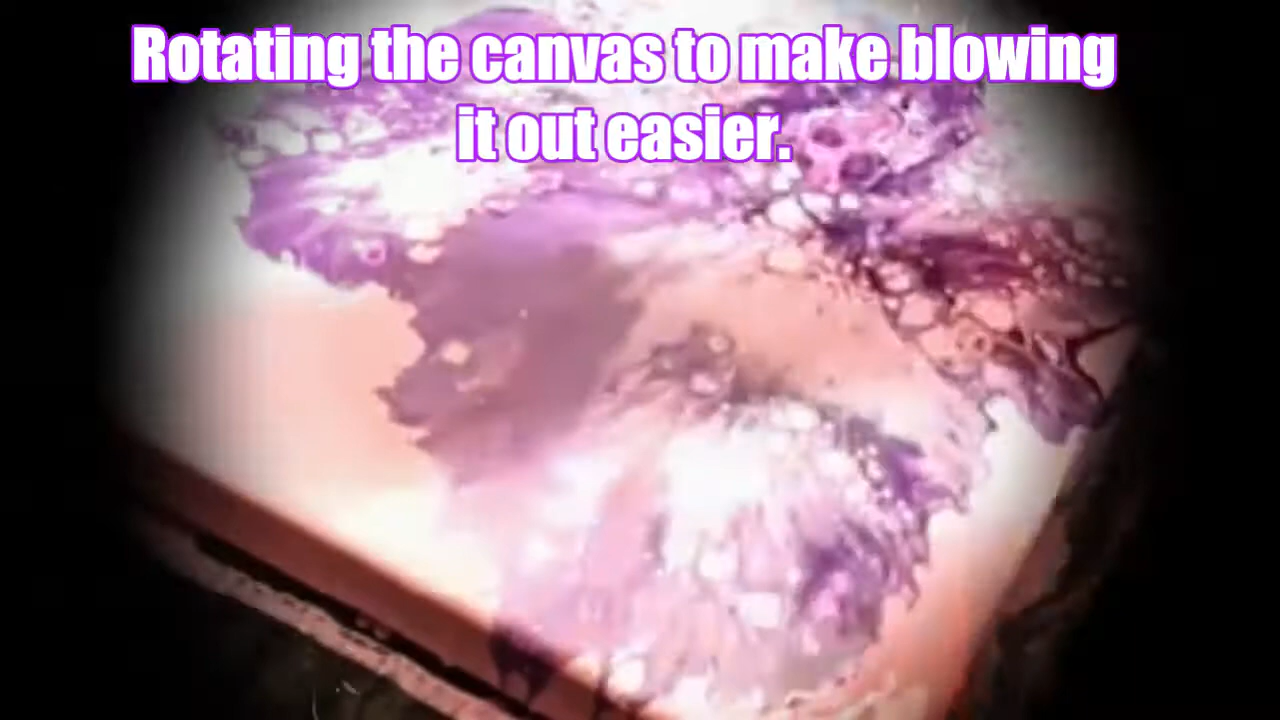 Rotating the canvas to make blowing
it out easier.